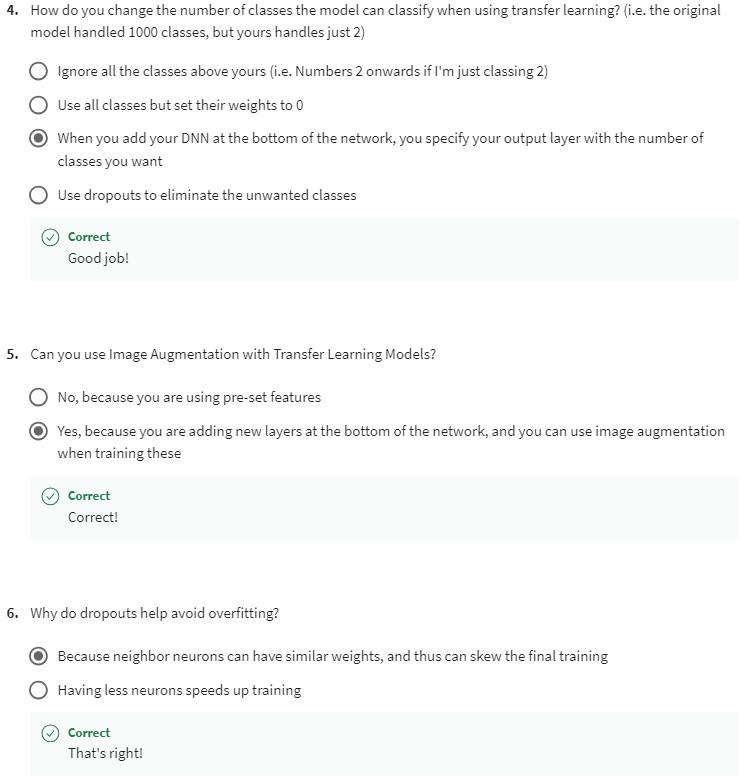 4. How do you change the number of classes the model can classify when using transfer learning? (i.e. the original
model handled 1000 classes, but yours handles just 2)
Ignore all the classes above yours (i.e. Numbers 2 onwards if I'm just classing 2)
Use all classes but set their weights to 0
When you add your DNN at the bottom of the network, you specify your output layer with the number of
classes you want
Use dropouts to eliminate the unwanted classes
Correct
Good job!
5. Can you use Image Augmentation with Transfer Learning Models?
No, because you are using pre-set features
Yes, because you are adding new layers at the bottom of the network, and you can use image augmentation
when training these
Correct
Correct!
6. Why do dropouts help avoid overfitting?
Because neighbor neurons can have similar weights, and thus can skew the final training
Having less neurons speeds up training
Correct
That's right!